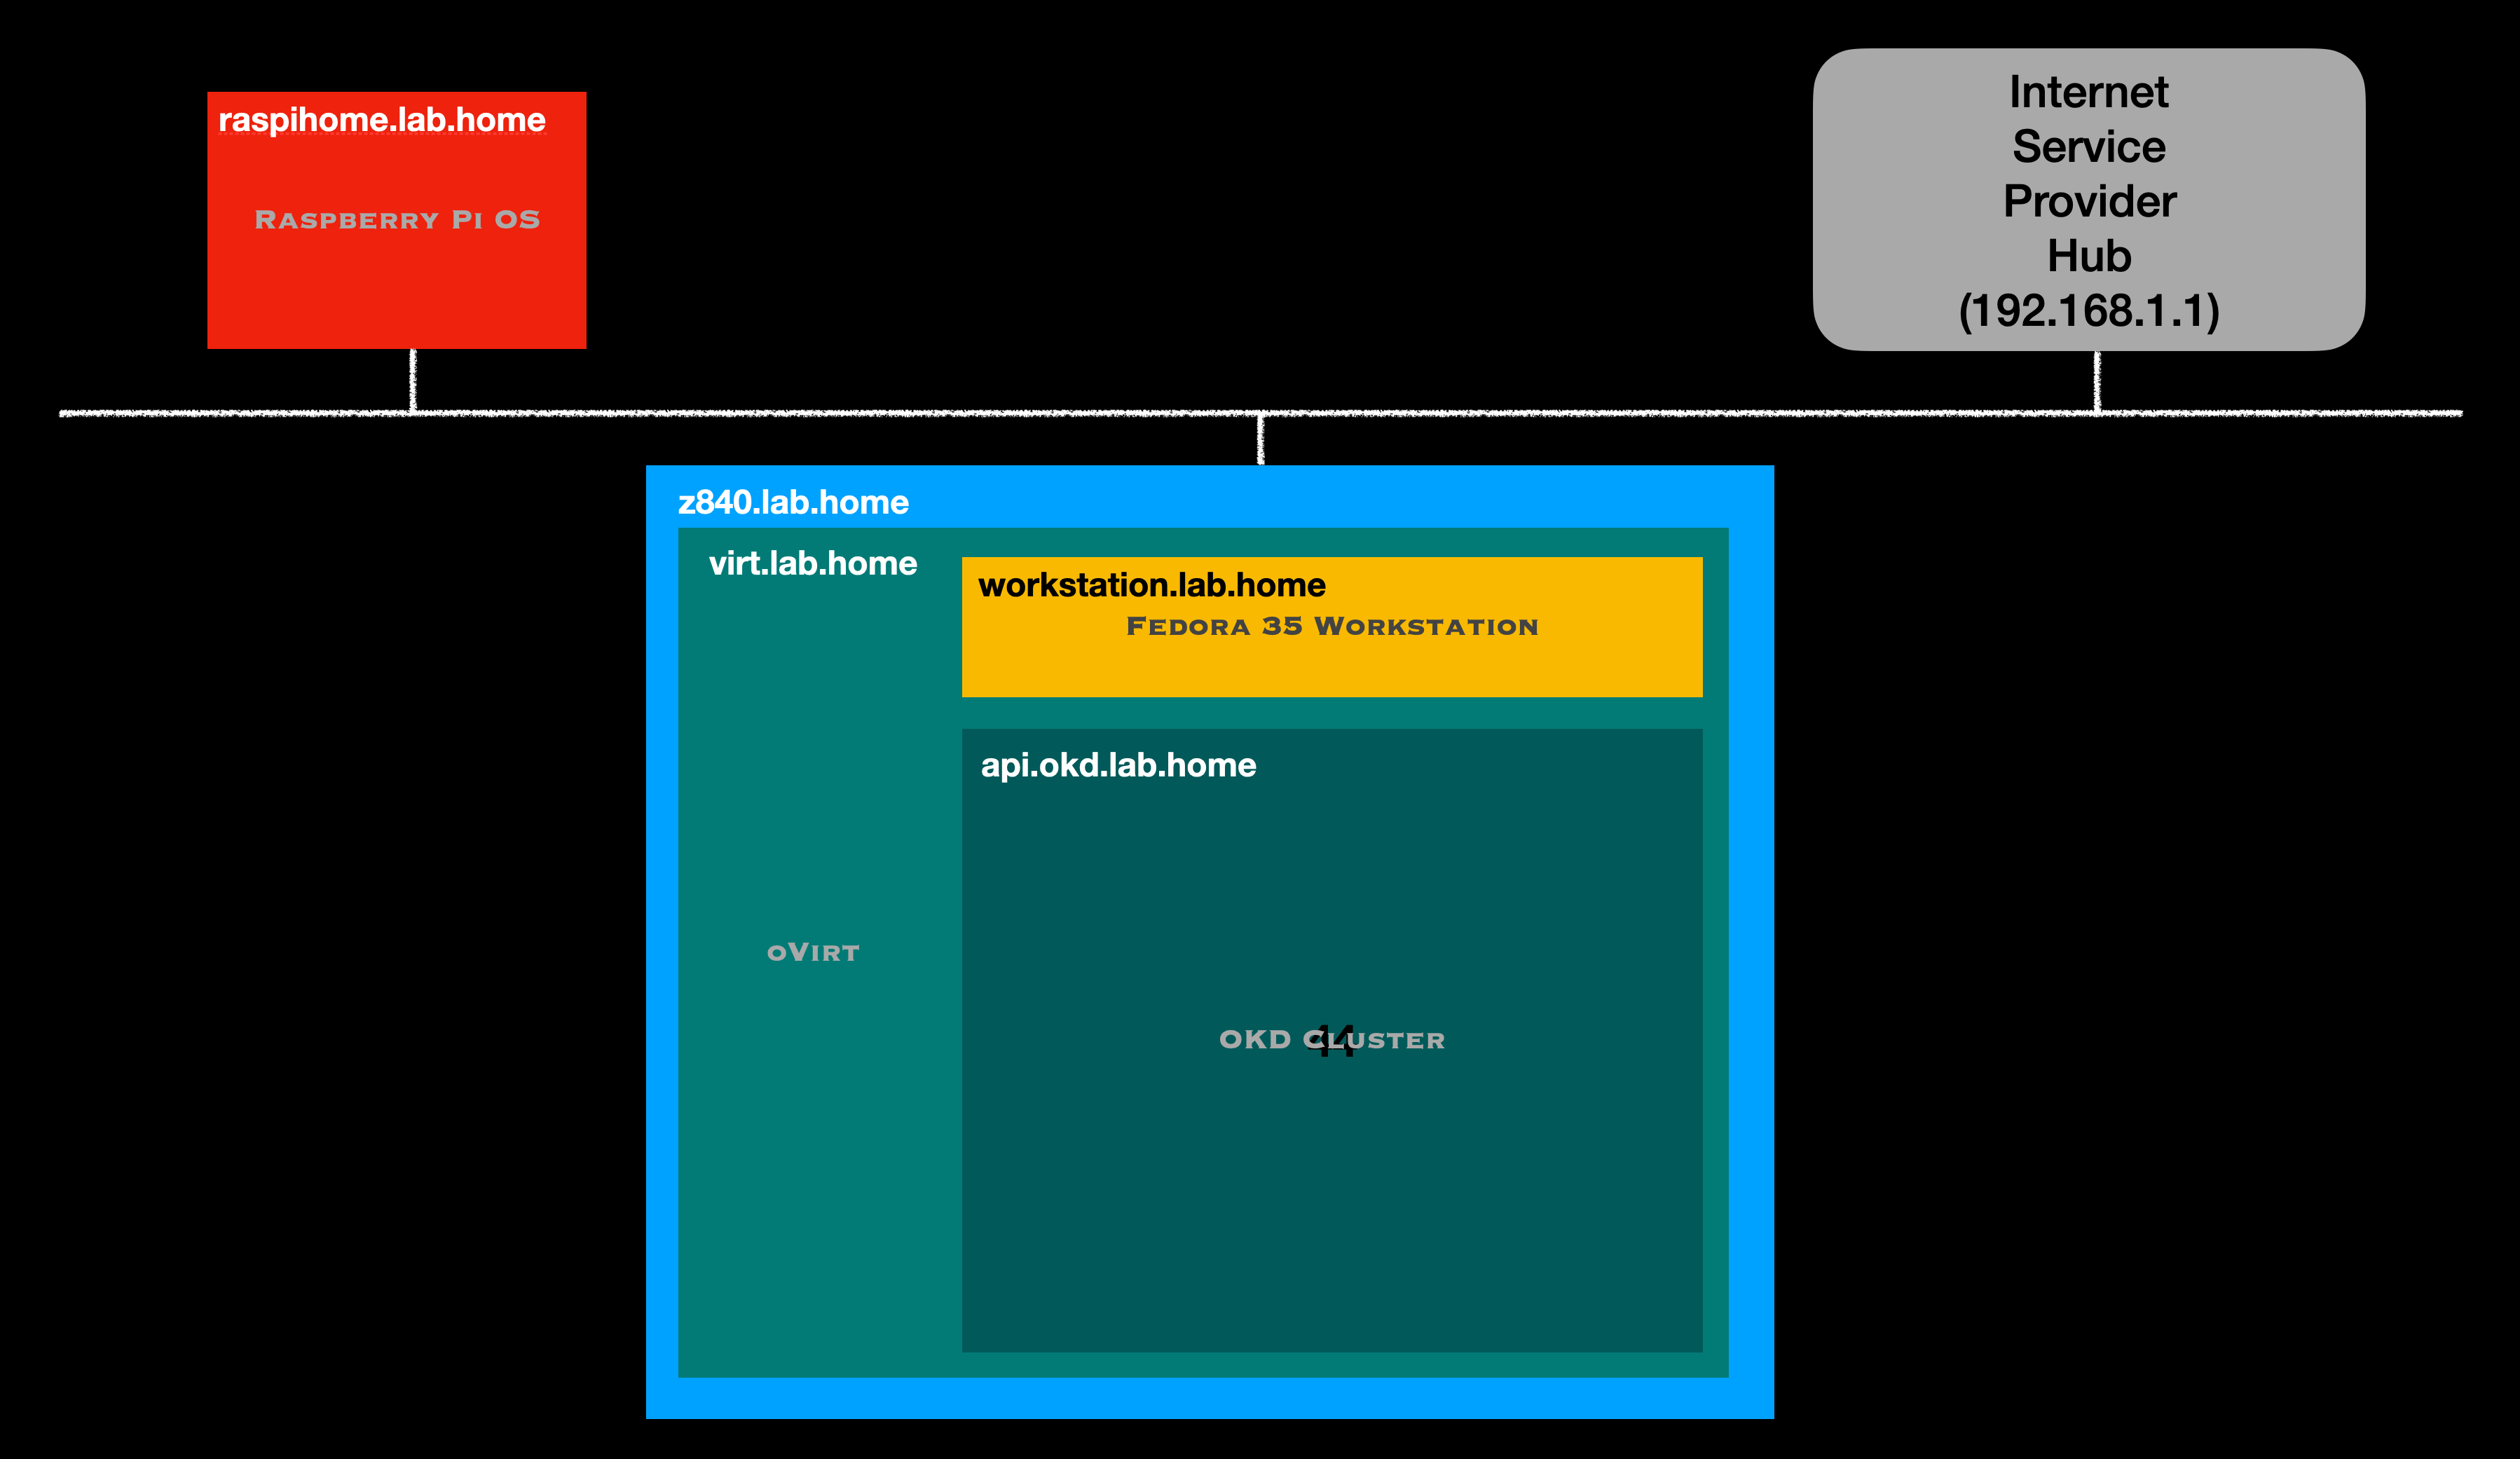 raspihome.lab.home
Raspberry Pi OS
Internet
Service
Provider
Hub
(192.168.1.1)
z840.lab.home
virt.lab.home
workstation.lab.home
Fedora 35 Workstation
api.okd.lab.home
oVirt
OKD Cluster
44